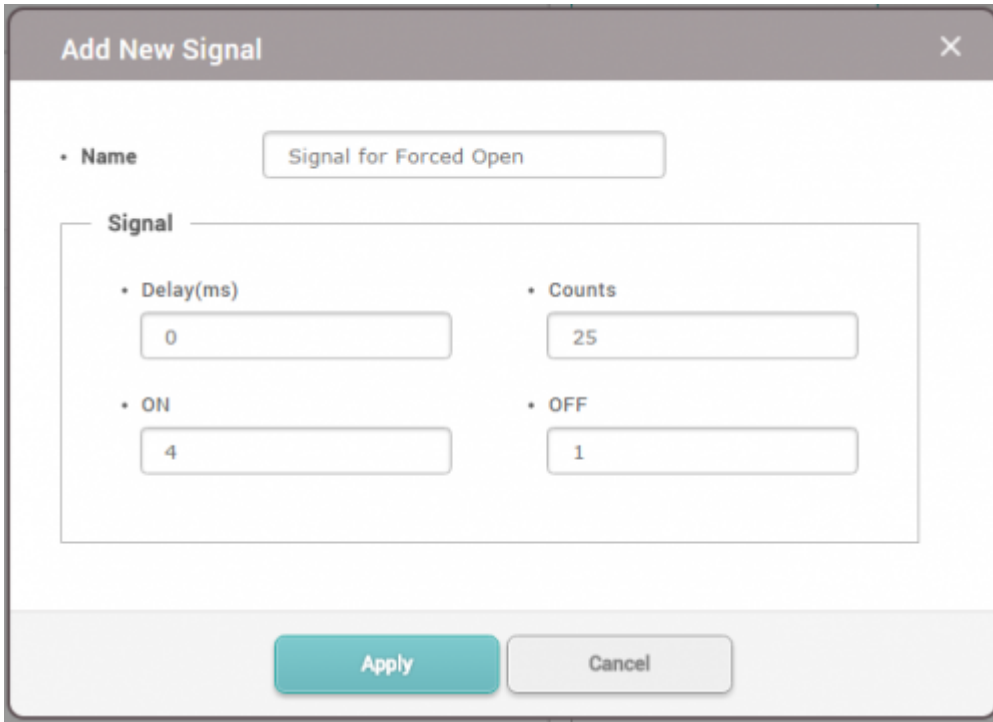 Add New Signal
• Name
Signal for Forced Open
Signal
• Delay(ms) • Counts
0 25
• ON • OFF
4 1
Apply Cancel